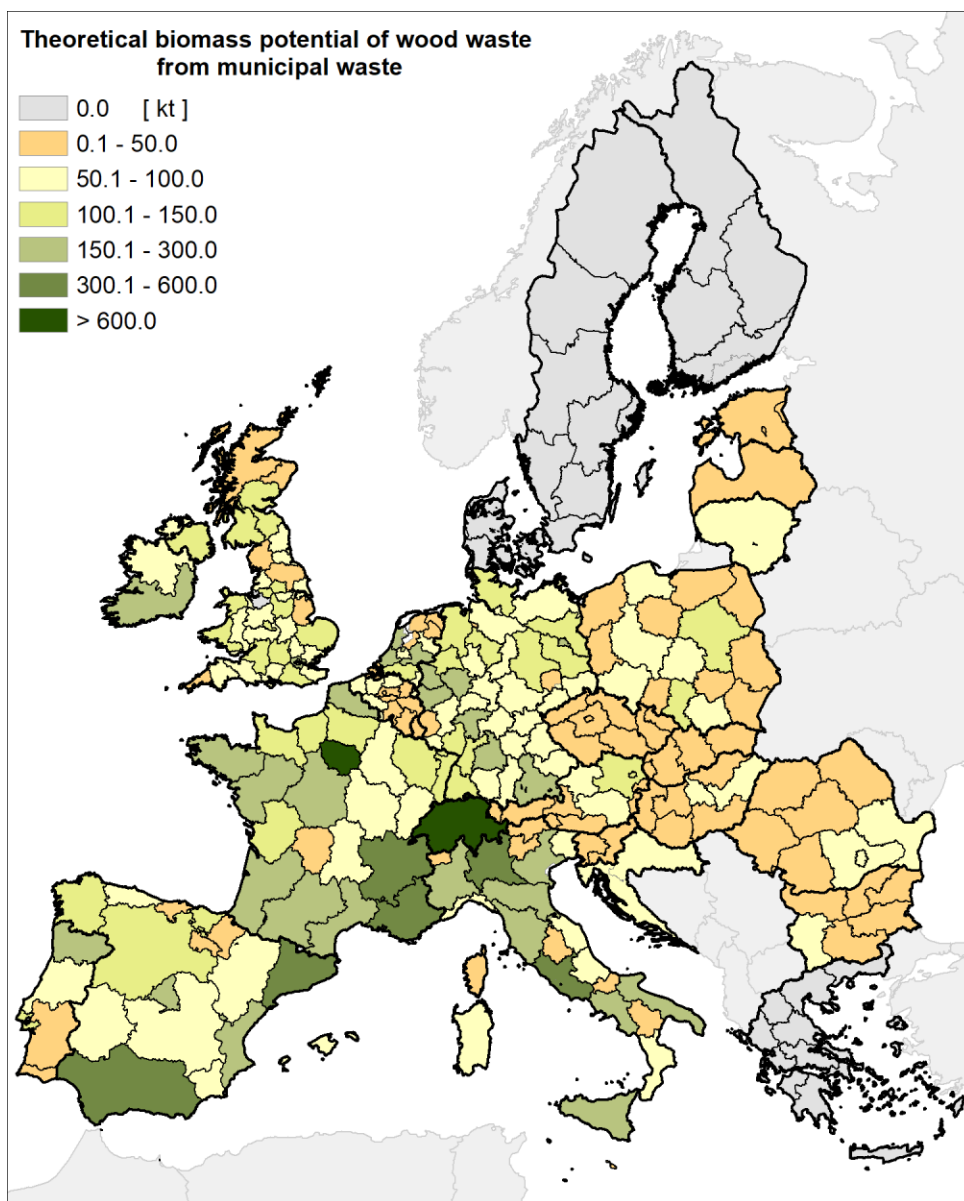 Theoretical biomass potential of wood waste
from municipal waste
0.0 [ kt ]
0.1 - 50.0
50.1 - 100.0
100.1 - 150.0
150.1 - 300.0
300.1 - 600.0
> 600.0